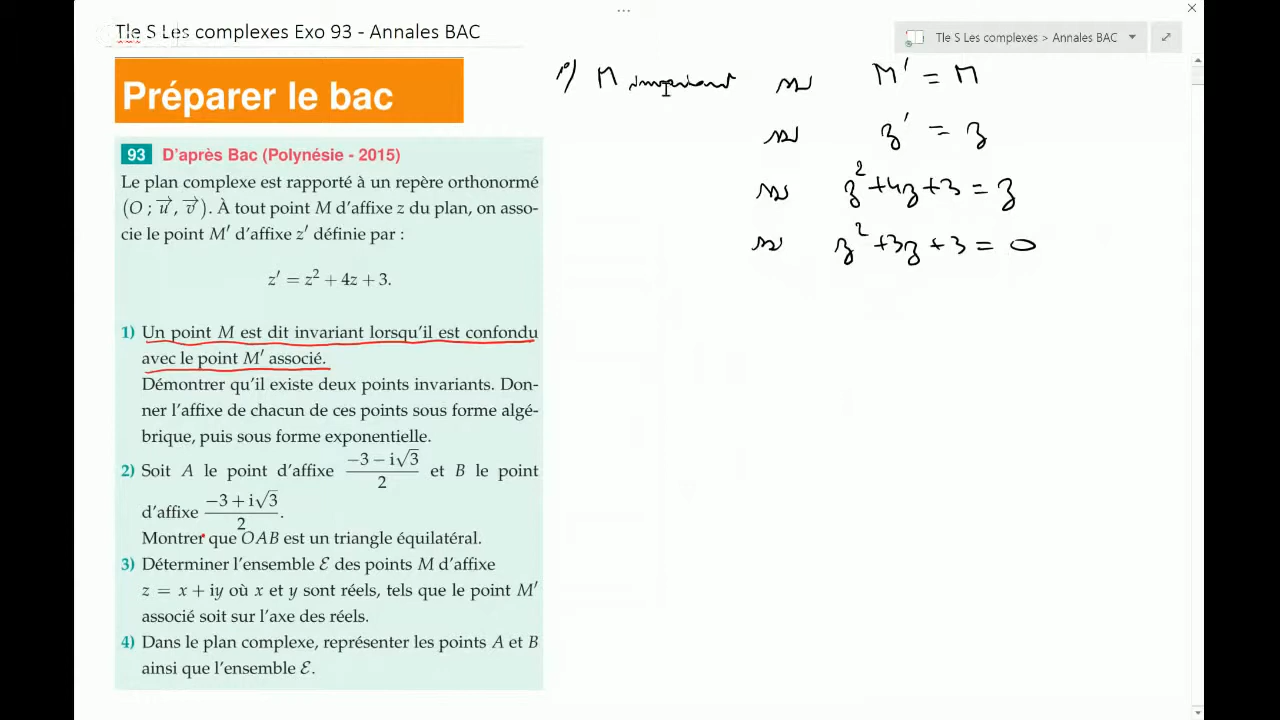 Tle S Les complexes Exo 93 - Annales BAC
Tle S Les complexes > Annales BAC
Préparer le bac
93 D'après Bac (Polynésie - 2015)
Le plan complexe est rapporté à un repère orthonormé
(O ; u⃗, v⃗). À tout point M d'affixe z du plan, on asso-
cie le point M′ d'affixe z′ définie par :
z′ = z² + 4z + 3.
1) Un point M est dit invariant lorsqu'il est confondu
avec le point M′ associé.
Démontrer qu'il existe deux points invariants. Don-
ner l'affixe de chacun de ces points sous forme algé-
brique, puis sous forme exponentielle.
2) Soit A le point d'affixe (−3 − i√3)/2 et B le point
d'affixe (−3 + i√3)/2.
Montrer que OAB est un triangle équilatéral.
3) Déterminer l'ensemble ℰ des points M d'affixe
z = x + iy où x et y sont réels, tels que le point M′
associé soit sur l'axe des réels.
4) Dans le plan complexe, représenter les points A et B
ainsi que l'ensemble ℰ.
1°) M invariant ssi M′ = M
ssi z′ = z
ssi z² + 4z + 3 = z
ssi z² + 3z + 3 = 0